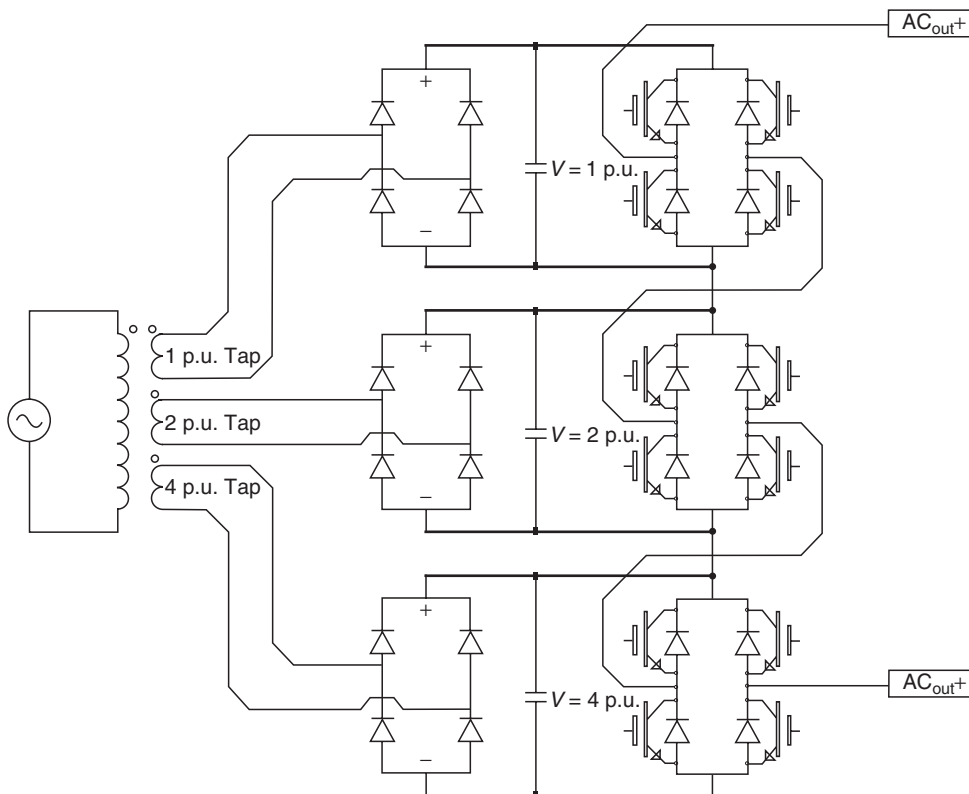 ACout+
+
V = 1 p.u.
−
1 p.u. Tap
+
2 p.u. Tap
V = 2 p.u.
−
4 p.u. Tap
+
ACout+
V = 4 p.u.
−